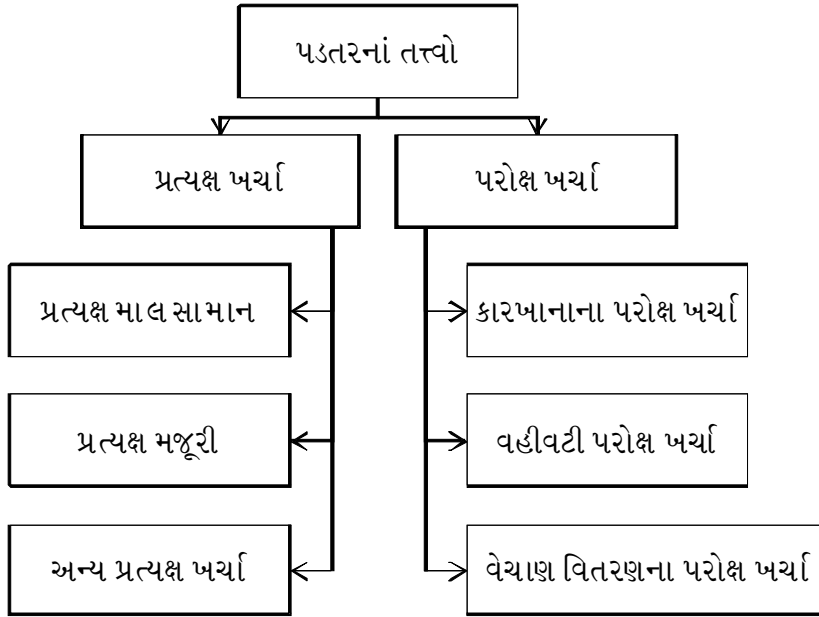 પડતરનાં તત્ત્વો
પ્રત્યક્ષ ખર્ચા
પરોક્ષ ખર્ચા
પ્રત્યક્ષ માલ સામાન
કારખાનાના પરોક્ષ ખર્ચા
પ્રત્યક્ષ મજૂરી
વહીવટી પરોક્ષ ખર્ચા
અન્ય પ્રત્યક્ષ ખર્ચા
વેચાણ વિતરણના પરોક્ષ ખર્ચા